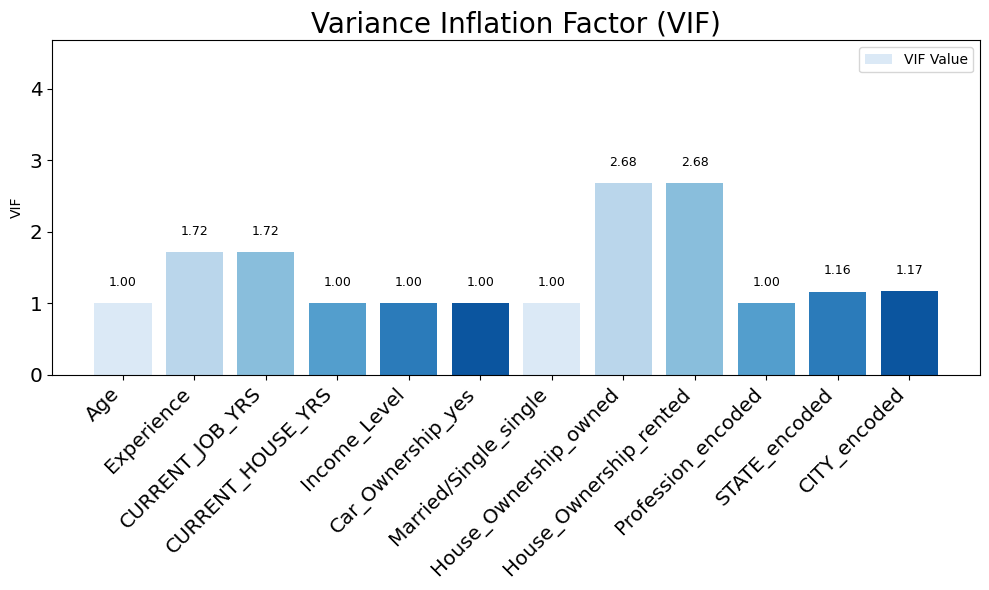 Variance Inflation Factor (VIF)
VIF Value
VIF
4
3
2
1
0
1.00
1.72
1.72
1.00
1.00
1.00
1.00
2.68
2.68
1.00
1.16
1.17
Age
Experience
CURRENT_JOB_YRS
CURRENT_HOUSE_YRS
Income_Level
Car_Ownership_yes
Married/Single_single
House_Ownership_owned
House_Ownership_rented
Profession_encoded
STATE_encoded
CITY_encoded